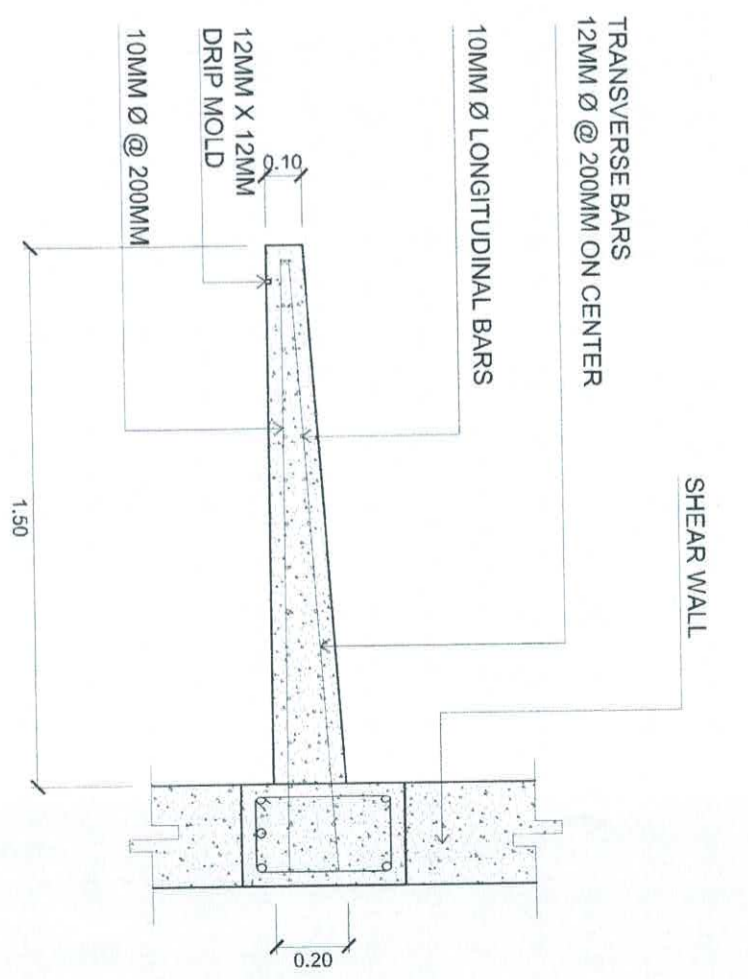 TRANSVERSE BARS
12MM Ø @ 200MM ON CENTER
SHEAR WALL
10MM Ø LONGITUDINAL BARS
12MM X 12MM
DRIP MOLD
10MM Ø @ 200MM
0.10
1.50
0.20